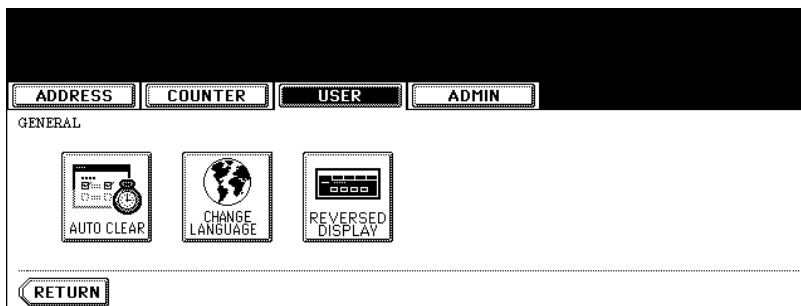 ADDRESS COUNTER USER ADMIN
GENERAL
AUTO CLEAR
CHANGE
LANGUAGE
REVERSED
DISPLAY
RETURN